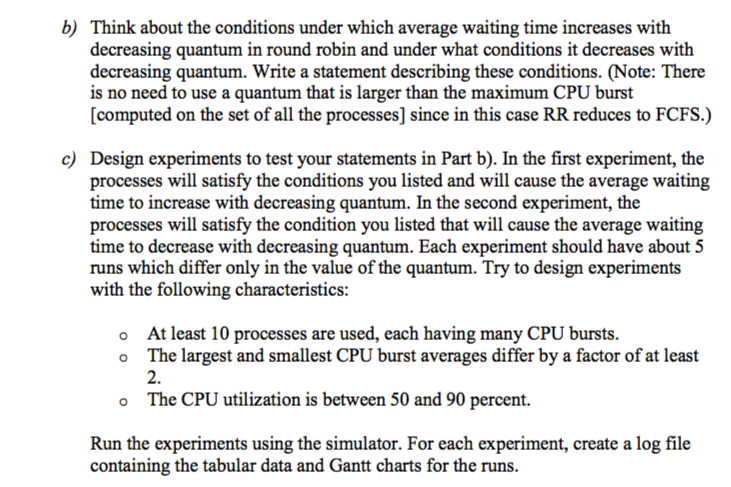 b) Think about the conditions under which average waiting time increases with
decreasing quantum in round robin and under what conditions it decreases with
decreasing quantum. Write a statement describing these conditions. (Note: There
is no need to use a quantum that is larger than the maximum CPU burst
[computed on the set of all the processes] since in this case RR reduces to FCFS.)
c) Design experiments to test your statements in Part b). In the first experiment, the
processes will satisfy the conditions you listed and will cause the average waiting
time to increase with decreasing quantum. In the second experiment, the
processes will satisfy the condition you listed that will cause the average waiting
time to decrease with decreasing quantum. Each experiment should have about 5
runs which differ only in the value of the quantum. Try to design experiments
with the following characteristics:
o At least 10 processes are used, each having many CPU bursts.
o The largest and smallest CPU burst averages differ by a factor of at least
2.
o The CPU utilization is between 50 and 90 percent.
Run the experiments using the simulator. For each experiment, create a log file
containing the tabular data and Gantt charts for the runs.